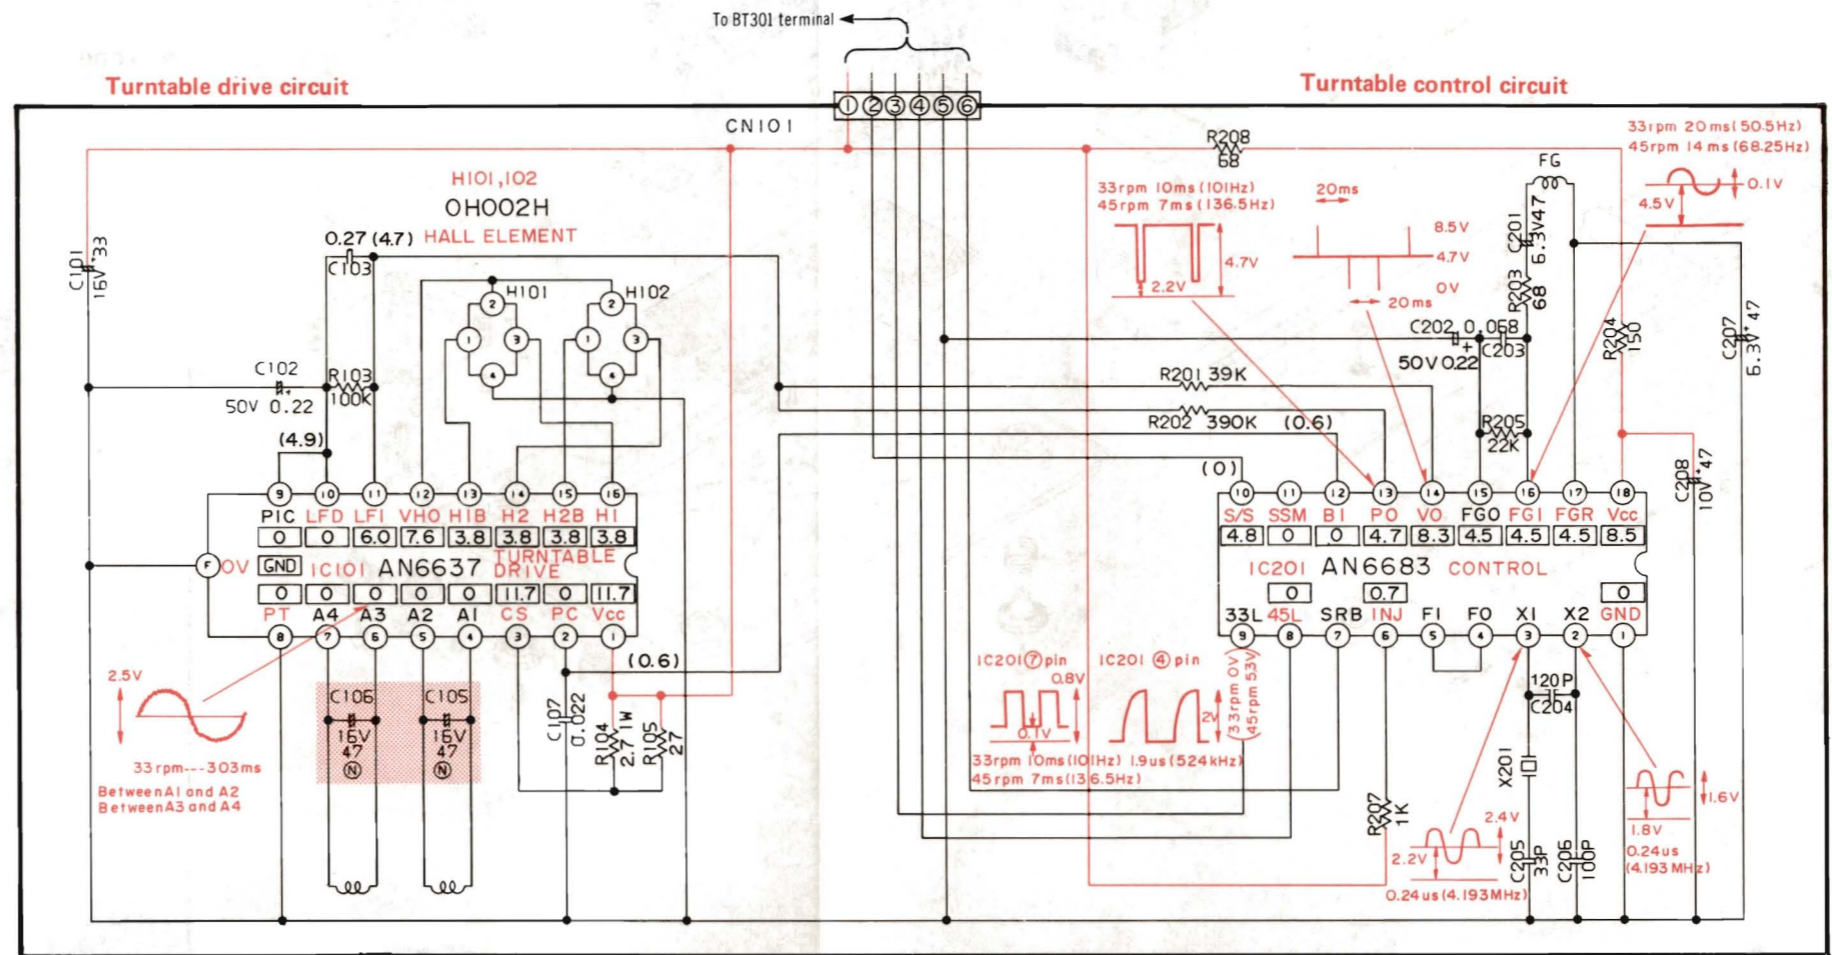 To BT301 terminal
Turntable drive circuit
Turntable control circuit
① ② ③ ④ ⑤ ⑥
CN101
R208
68
33rpm 20ms(50.5Hz)
45rpm 14ms(68.25Hz)
FG
0.1V
4.5V
H101,102
OH002H
HALL ELEMENT
33rpm 10ms(101Hz)
45rpm 7ms(136.5Hz)
4.7V
2.2V
20ms
8.5V
4.7V
0V
20ms
C201
6.3V47
R203
68
C101
16V 33
0.27 (4.7)
C103
H101
2
1 3
4
H102
2
1 3
4
C102
50V 0.22
R103
100K
(4.9)
C202 0.068
50V 0.22
+
C203
R204
150
C207
6.3V 47
R201 39K
R202 390K
(0.6)
R205
22K
(0)
C208
10V 47
9 10 11 12 13 14 15 16
PIC LFD LFI VHO H1B H2 H2B H1
0 0 6.0 7.6 3.8 3.8 3.8 3.8
F 0V GND IC101 AN6637 TURNTABLE
DRIVE
0 0 0 0 0 11.7 0 11.7
PT A4 A3 A2 A1 CS PC Vcc
8 7 6 5 4 3 2 1
10 11 12 13 14 15 16 17 18
S/S SSM BI PO VO FGO FGI FGR Vcc
4.8 0 0 4.7 8.3 4.5 4.5 4.5 8.5
IC201 AN6683 CONTROL
0 0.7 0
33L 45L SRB INJ FI FO X1 X2 GND
9 8 7 6 5 4 3 2 1
2.5V
33rpm---303ms
Between A1 and A2
Between A3 and A4
C106
16V
47
Ⓝ
C105
16V
47
Ⓝ
(0.6)
C107
0.022
R104
2.7 1W
R105
27
IC201⑦pin
0.8V
0.1V
33rpm 10ms(101Hz)
45rpm 7ms(136.5Hz)
IC201 ④ pin
2V
1.9us(524kHz)
(33rpm 0V
45rpm 5.3V)
R207
1K
120P
C204
X201
C205
33P
C206
100P
2.4V
2.2V
0.24us(4.193MHz)
1.6V
1.8V
0.24us
(4.193MHz)